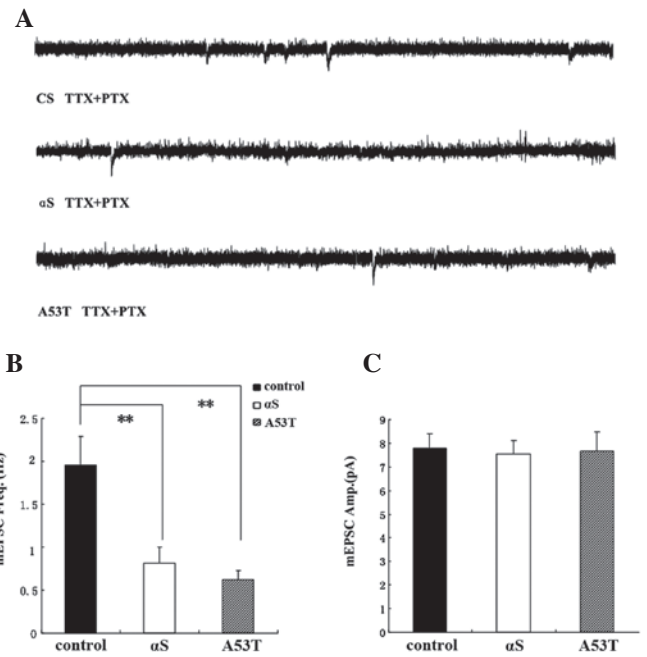 A
CS TTX+PTX
αS TTX+PTX
A53T TTX+PTX
B
control
αS
A53T
**
**
mEPSC Freq. (Hz)
2.5
2
1.5
1
0.5
0
control αS A53T
C
mEPSC Amp.(pA)
9
8
7
6
5
4
3
2
1
0
control αS A53T